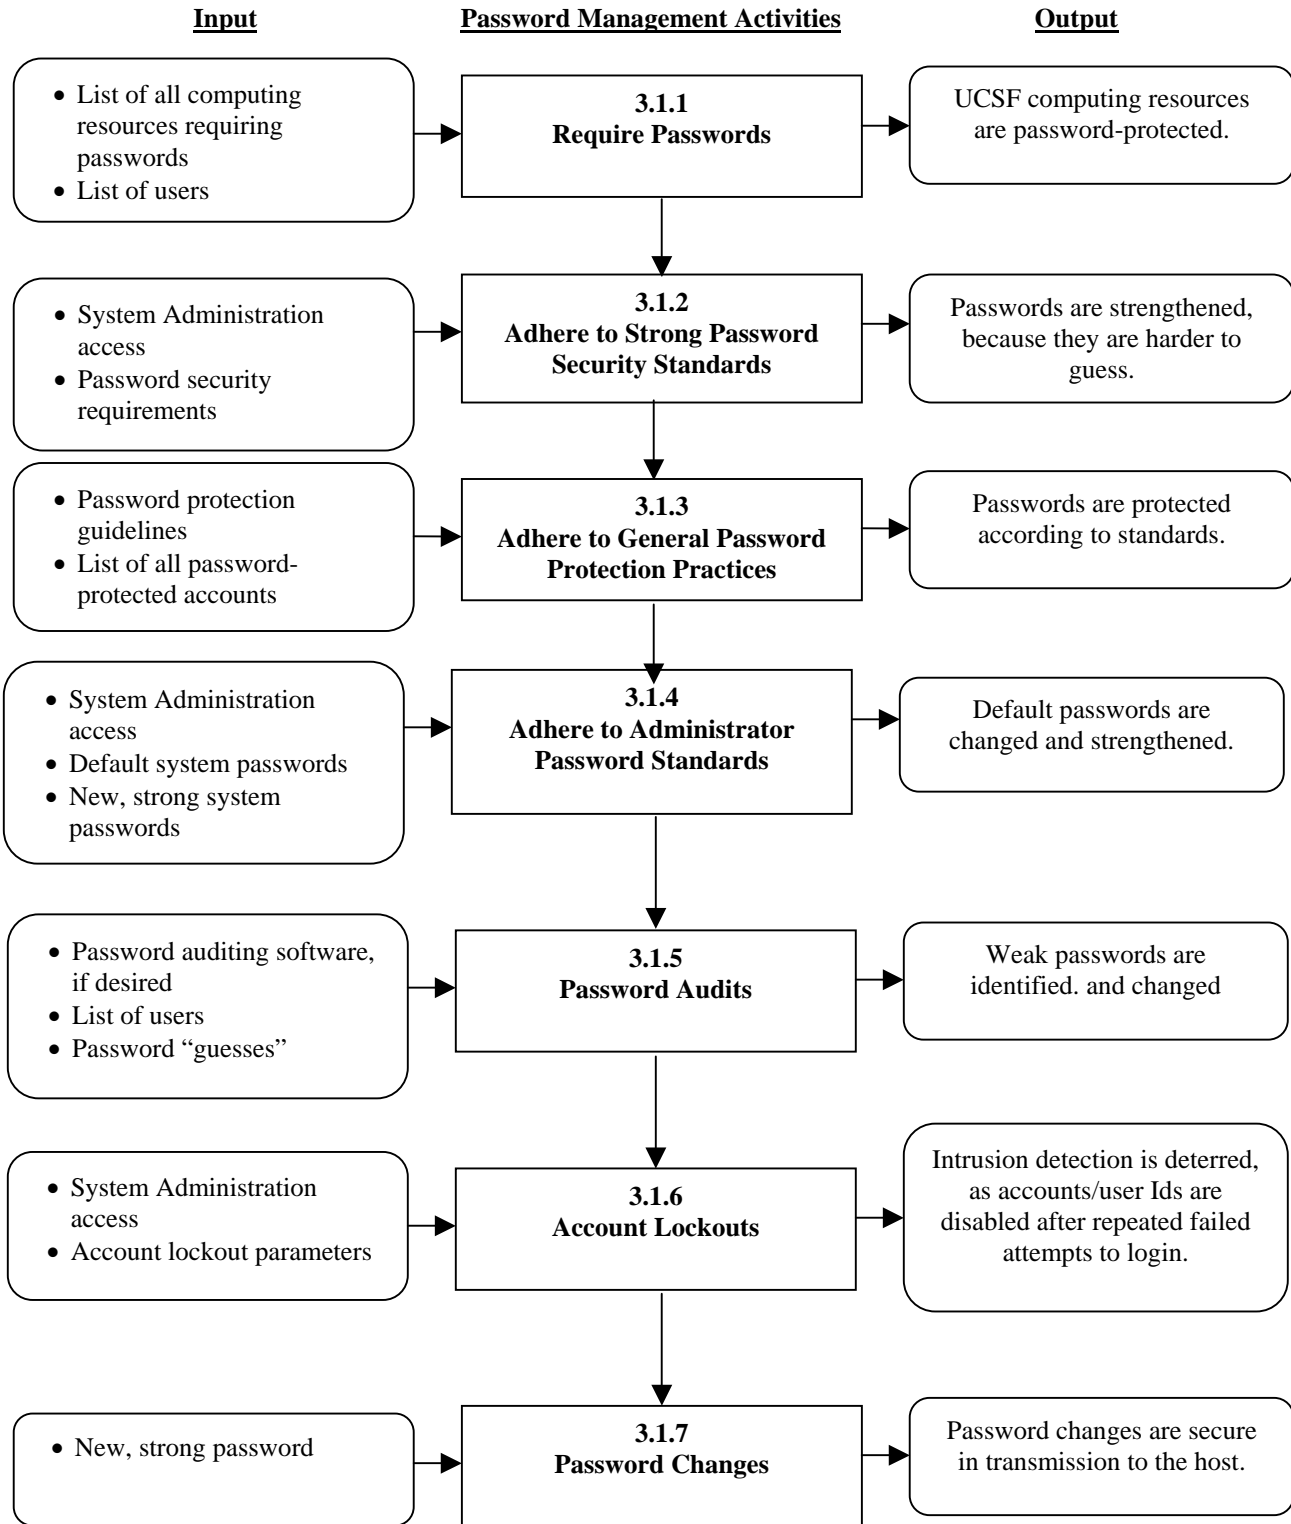 Input
Password Management Activities
Output
• List of all computing
resources requiring
passwords
• List of users
3.1.1
Require Passwords
UCSF computing resources
are password-protected.
• System Administration
access
• Password security
requirements
3.1.2
Adhere to Strong Password
Security Standards
Passwords are strengthened,
because they are harder to
guess.
• Password protection
guidelines
• List of all password-
protected accounts
3.1.3
Adhere to General Password
Protection Practices
Passwords are protected
according to standards.
• System Administration
access
• Default system passwords
• New, strong system
passwords
3.1.4
Adhere to Administrator
Password Standards
Default passwords are
changed and strengthened.
• Password auditing software,
if desired
• List of users
• Password “guesses”
3.1.5
Password Audits
Weak passwords are
identified. and changed
• System Administration
access
• Account lockout parameters
3.1.6
Account Lockouts
Intrusion detection is deterred,
as accounts/user Ids are
disabled after repeated failed
attempts to login.
• New, strong password
3.1.7
Password Changes
Password changes are secure
in transmission to the host.